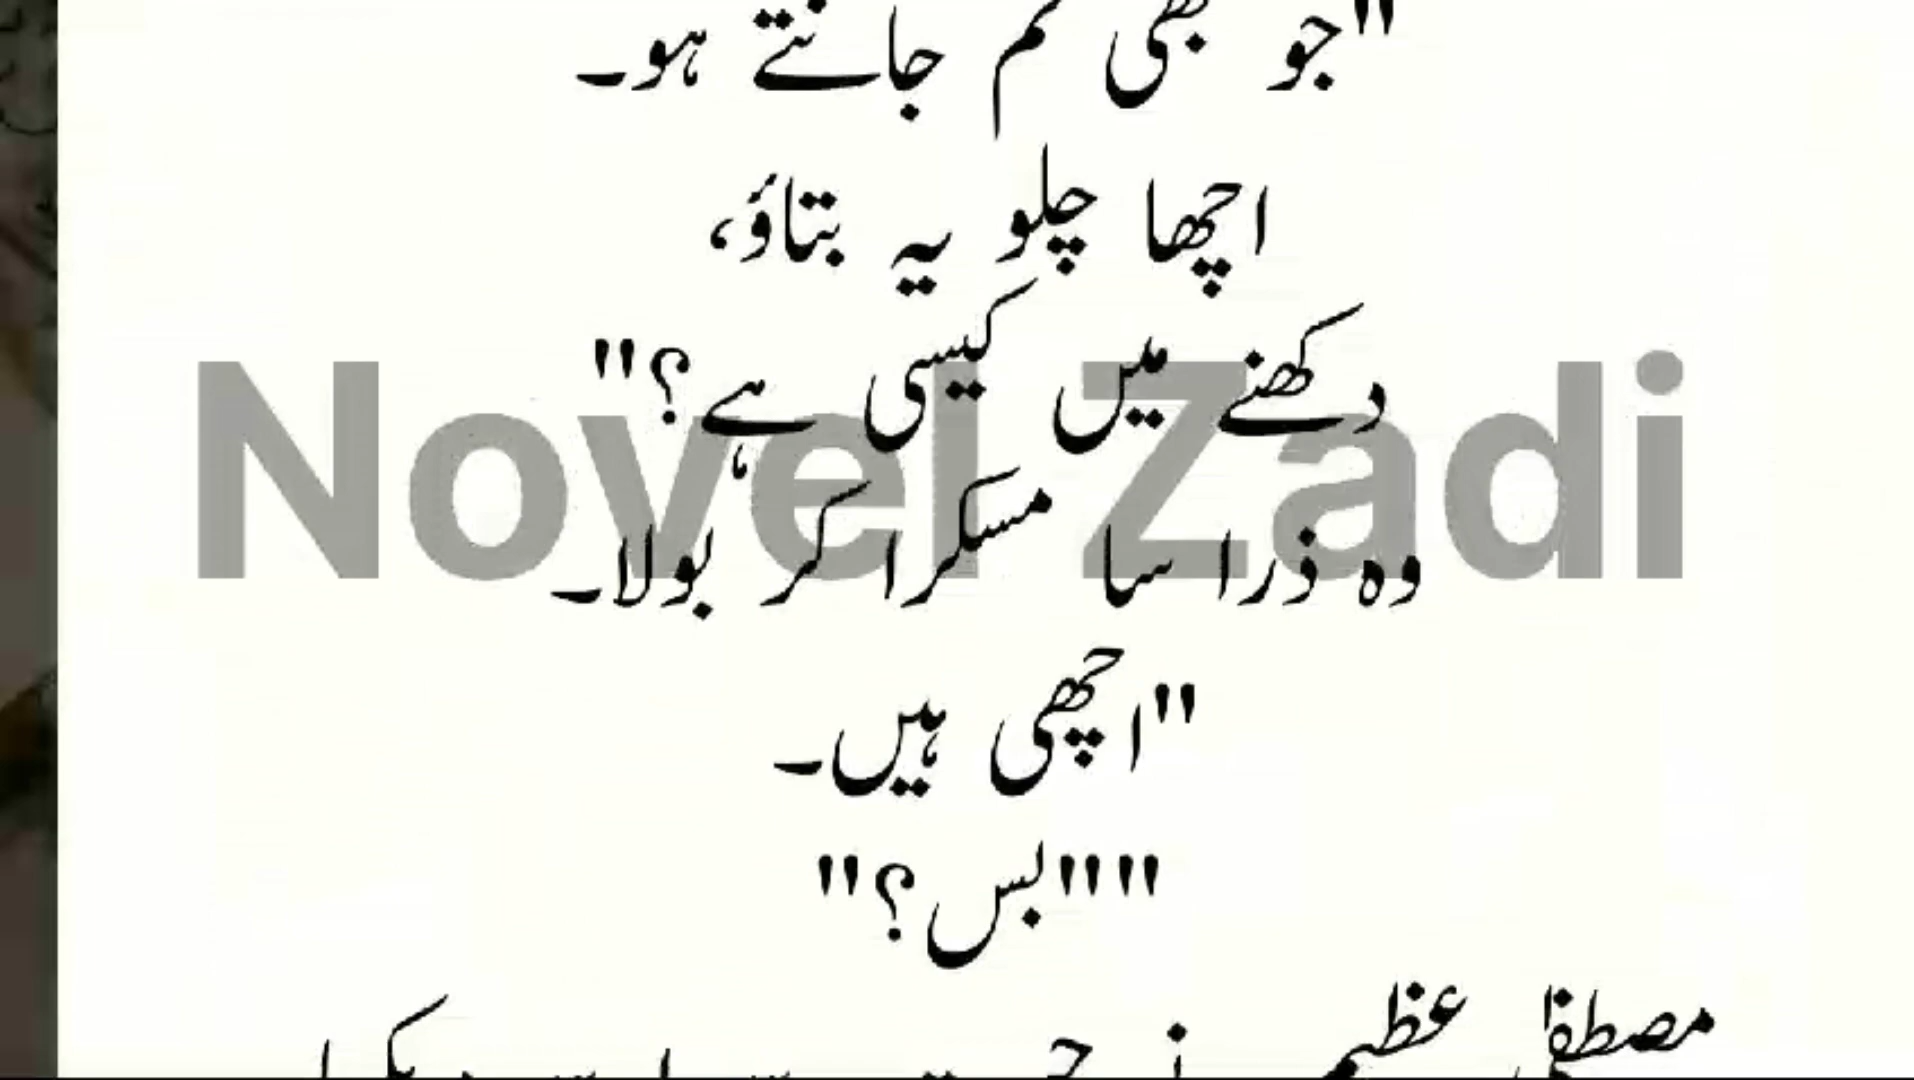 "جو بھی تم جانتے ہو۔
اچھا چلو یہ بتاؤ،
دکھنے میں کیسی ہے؟"
وہ ذرا سا مسکرا کر بولا۔
"اچھی ہیں۔
""بس؟"
مصطفیٰ عظیم نے
Novel Zadi